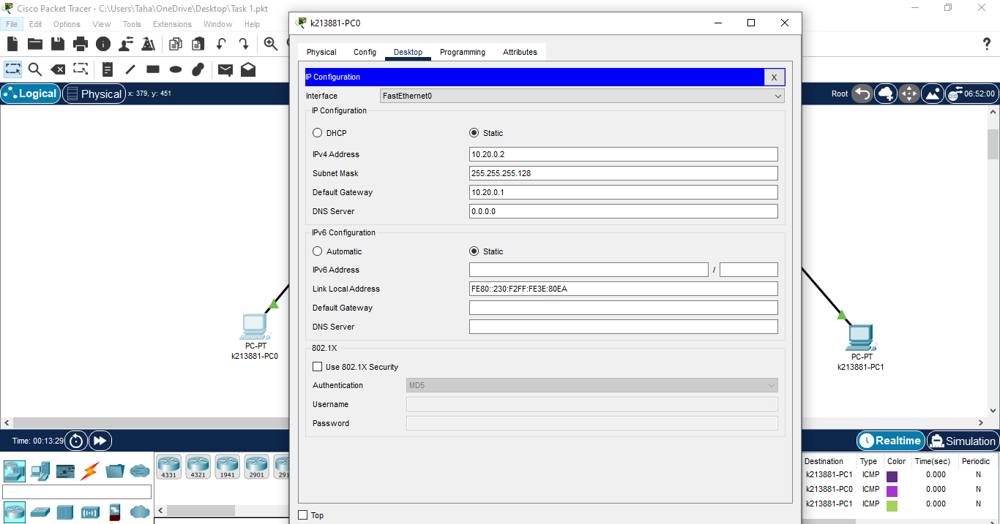 Cisco Packet Tracer - C:\Users\Taha\OneDrive\Desktop\Task 1.pkt
File Edit Options View Tools Extensions Window Help
Logical Physical x: 379, y: 451
Root 06:52:00
k213881-PC0
Physical Config Desktop Programming Attributes
IP Configuration X
Interface FastEthernet0
IP Configuration
DHCP Static
IPv4 Address 10.20.0.2
Subnet Mask 255.255.255.128
Default Gateway 10.20.0.1
DNS Server 0.0.0.0
IPv6 Configuration
Automatic Static
IPv6 Address /
Link Local Address FE80::230:F2FF:FE3E:80EA
Default Gateway
DNS Server
802.1X
Use 802.1X Security
Authentication MD5
Username
Password
Top
PC-PT
k213881-PC0
PC-PT
k213881-PC1
Time: 00:13:29
Realtime Simulation
4331 4321 1941 2901 291
Destination Type Color Time(sec) Periodic
k213881-PC1 ICMP 0.000 N
k213881-PC0 ICMP 0.000 N
k213881-PC1 ICMP 0.000 N